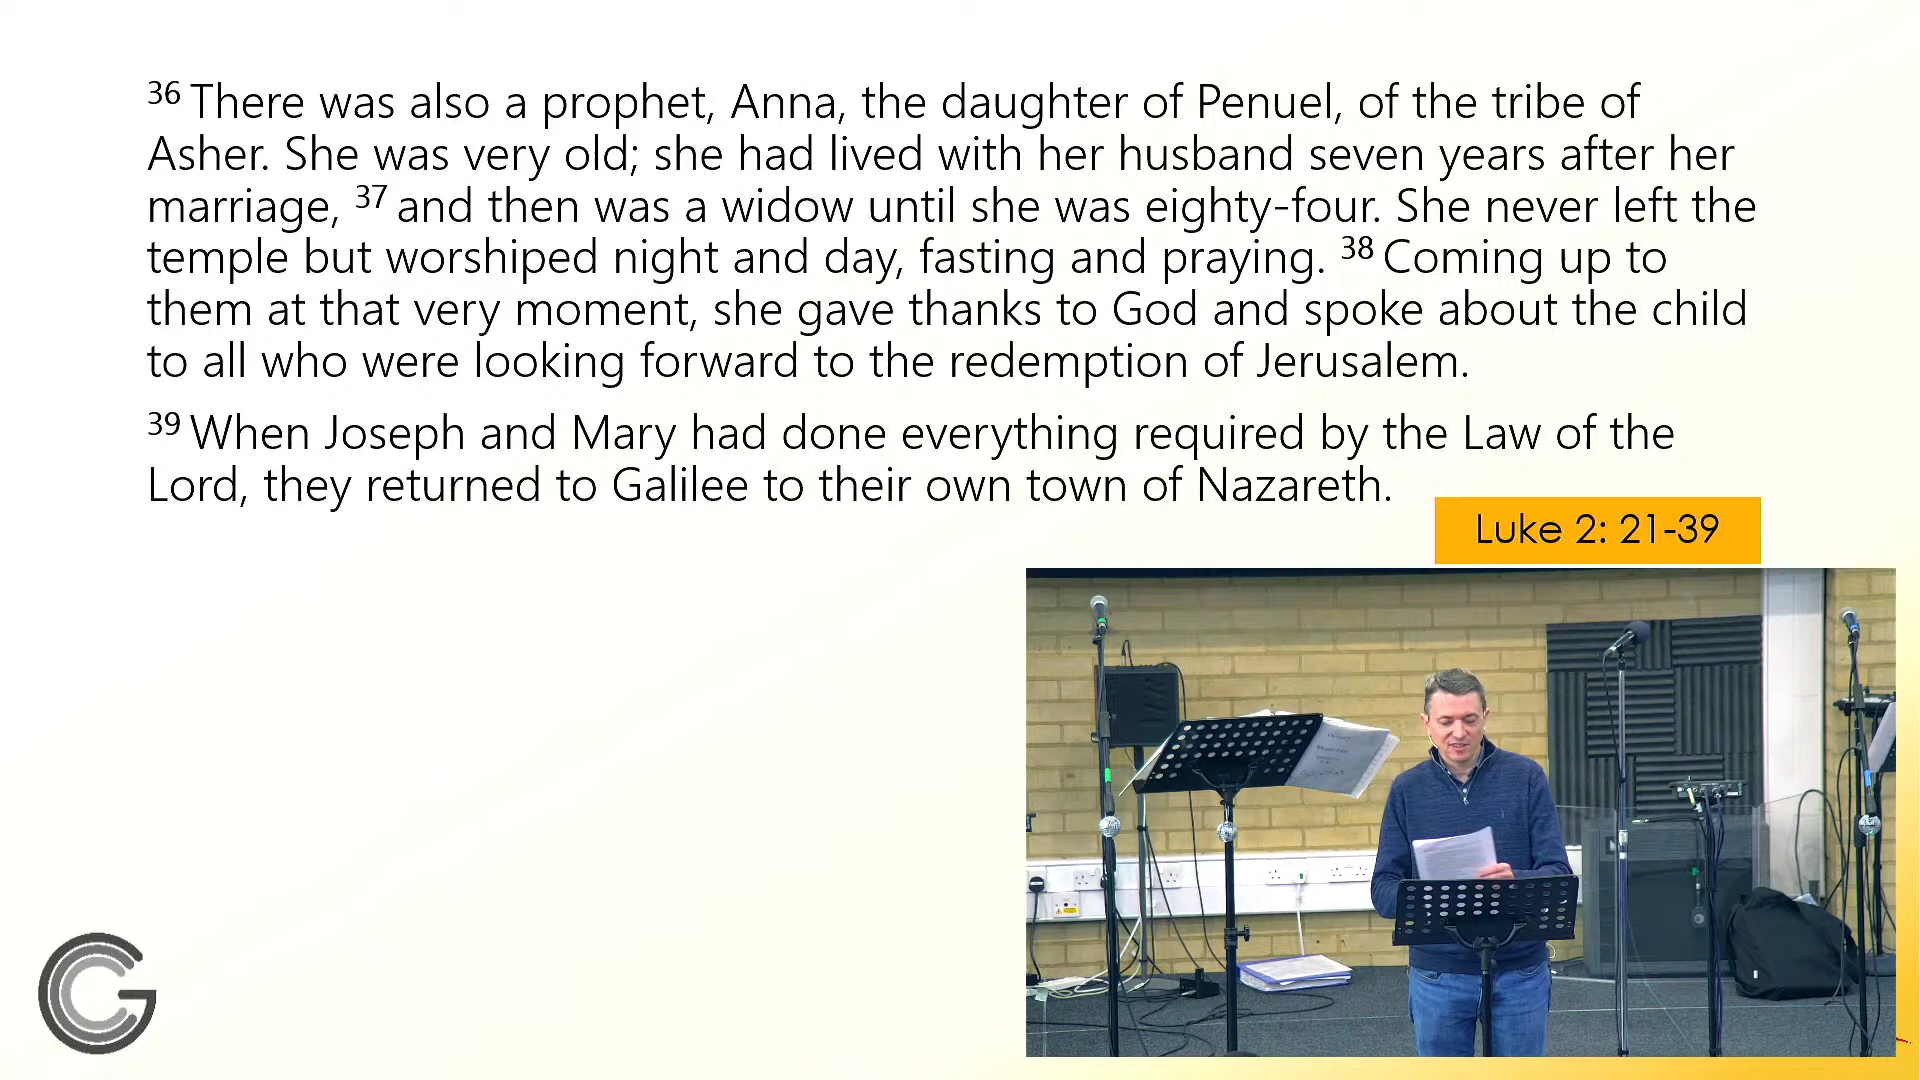 36 There was also a prophet, Anna, the daughter of Penuel, of the tribe of
Asher. She was very old; she had lived with her husband seven years after her
marriage, 37 and then was a widow until she was eighty-four. She never left the
temple but worshiped night and day, fasting and praying. 38 Coming up to
them at that very moment, she gave thanks to God and spoke about the child
to all who were looking forward to the redemption of Jerusalem.
39 When Joseph and Mary had done everything required by the Law of the
Lord, they returned to Galilee to their own town of Nazareth.
Luke 2: 21-39